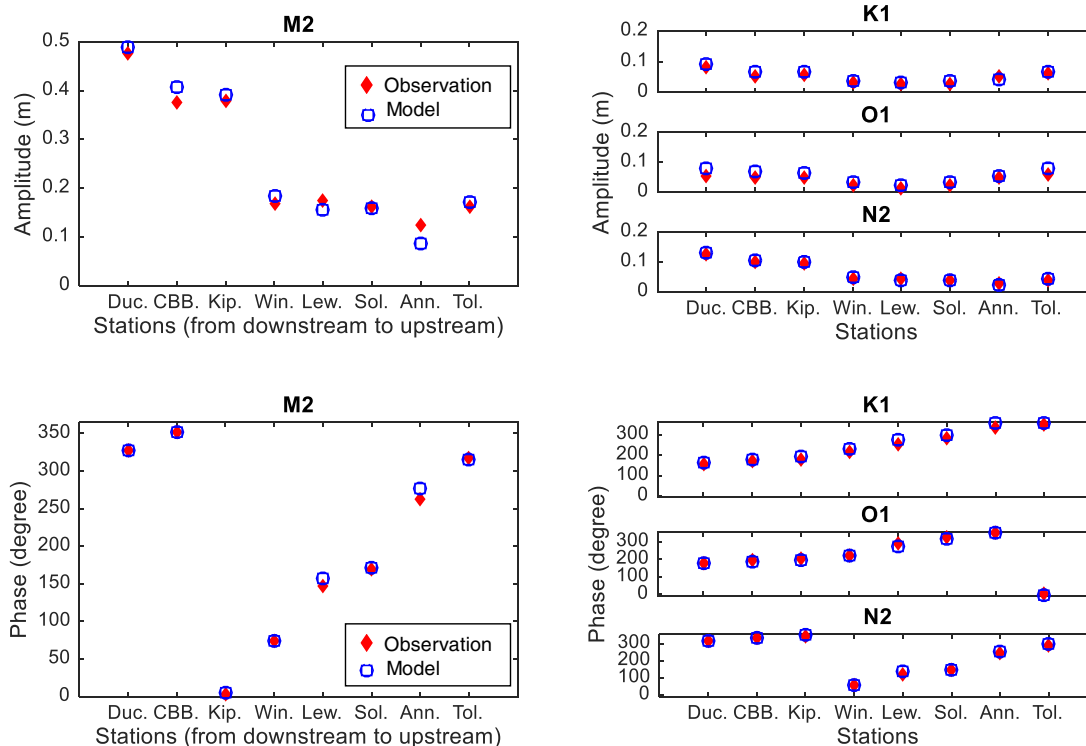 M2
0.5
0.4
0.3
0.2
0.1
0
Amplitude (m)
Observation
Model
Duc. CBB. Kip. Win. Lew. Sol. Ann. Tol.
Stations (from downstream to upstream)
K1
0.2
0.1
0
O1
0.2
0.1
0
N2
0.2
0.1
0
Amplitude (m)
Duc. CBB. Kip. Win. Lew. Sol. Ann. Tol.
Stations
M2
350
300
250
200
150
100
50
0
Phase (degree)
Observation
Model
Duc. CBB. Kip. Win. Lew. Sol. Ann. Tol.
Stations (from downstream to upstream)
K1
300
200
100
0
O1
300
200
100
0
N2
300
200
100
0
Phase (degree)
Duc. CBB. Kip. Win. Lew. Sol. Ann. Tol.
Stations